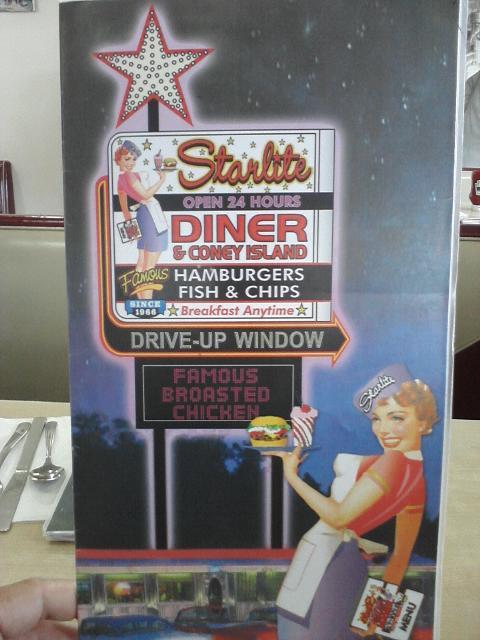 Starlite
OPEN 24 HOURS
DINER
& CONEY ISLAND
Famous
HAMBURGERS
FISH & CHIPS
SINCE
1966
Breakfast Anytime
DRIVE-UP WINDOW
FAMOUS
BROASTED
CHICKEN
Starlite
MENU